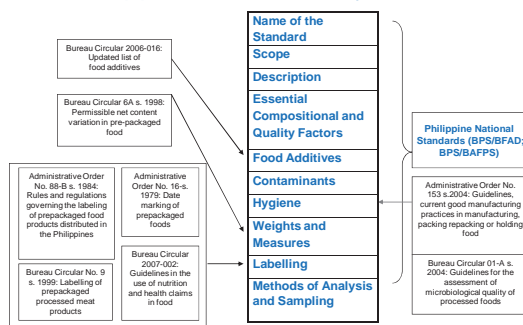 Name of the
Standard
Scope
Description
Essential
Compositional and
Quality Factors
Food Additives
Contaminants
Hygiene
Weights and
Measures
Labelling
Methods of Analysis
and Sampling
Bureau Circular 2006-016:
Updated list of
food additives
Bureau Circular 6A s. 1998:
Permissible net content
variation in pre-packaged
food
Administrative Order
No. 88-B s. 1984:
Rules and regulations
governing the labeling
of prepackaged food
products distributed in
the Philippines
Administrative
Order No. 16-s.
1979: Date
marking of
prepackaged
foods
Bureau Circular No. 9
s. 1999: Labelling of
prepackaged
processed meat
products
Bureau Circular
2007-002:
Guidelines in
the use of nutrition
and health claims
in food
Philippine National
Standards (BPS/BFAD;
BPS/BAFPS)
Administrative Order No.
153 s.2004: Guidelines,
current good manufacturing
practices in manufacturing,
packing repacking or holding
food
Bureau Circular 01-A s.
2004: Guidelines for the
assessment of
microbiological quality of
processed foods